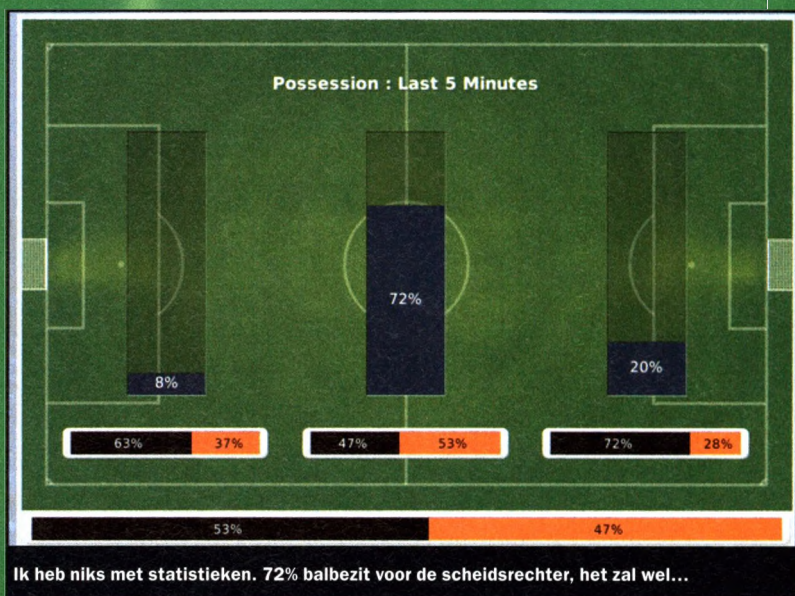 Possession : Last 5 Minutes
72%
20%
8%
63% 37% 47% 53% 72% 28%
53% 47%
Ik heb niks met statistieken. 72% balbezit voor de scheidsrechter, het zal wel...